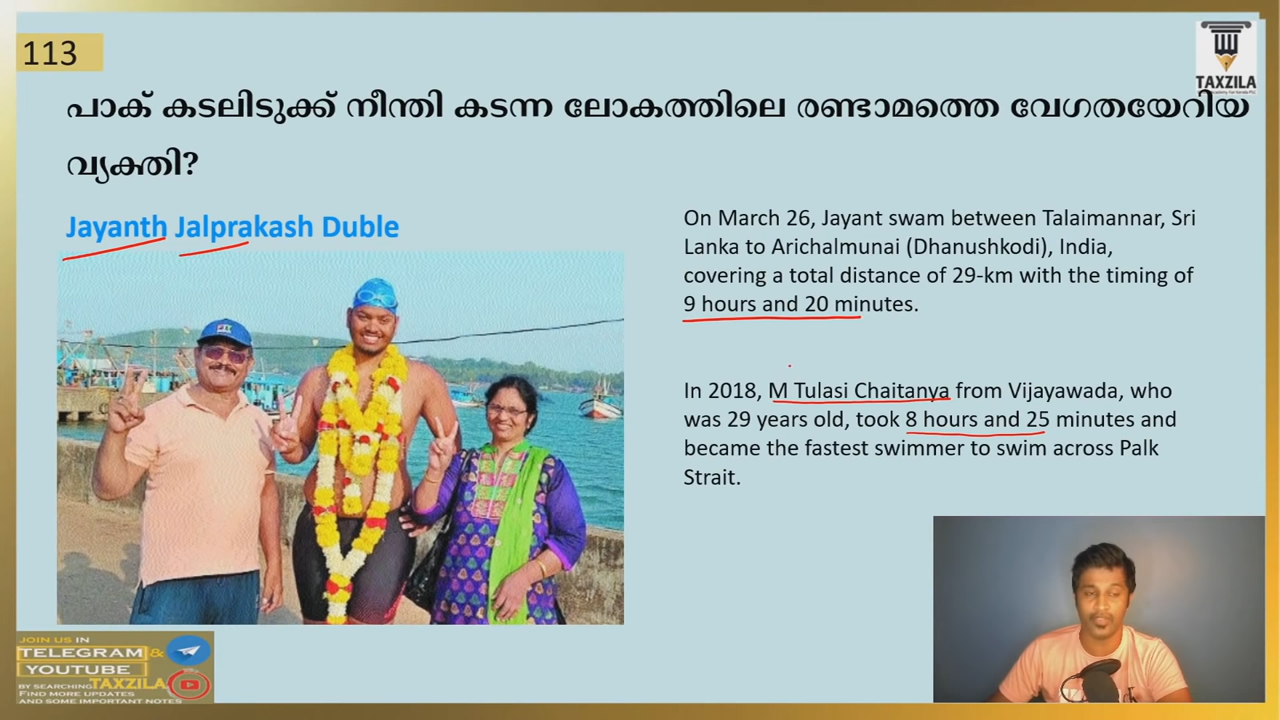 113
TAXZILA
പാക് കടലിടുക്ക് നീന്തി കടന്ന ലോകത്തിലെ രണ്ടാമത്തെ വേഗതയേറിയ
വ്യക്തി?
Jayanth Jalprakash Duble
On March 26, Jayant swam between Talaimannar, Sri
Lanka to Arichalmunai (Dhanushkodi), India,
covering a total distance of 29-km with the timing of
9 hours and 20 minutes.
In 2018, M Tulasi Chaitanya from Vijayawada, who
was 29 years old, took 8 hours and 25 minutes and
became the fastest swimmer to swim across Palk
Strait.
JOIN US IN
TELEGRAM &
YOUTUBE
BY SEARCHING TAXZILA
FIND MORE UPDATES
AND SOME IMPORTANT NOTES